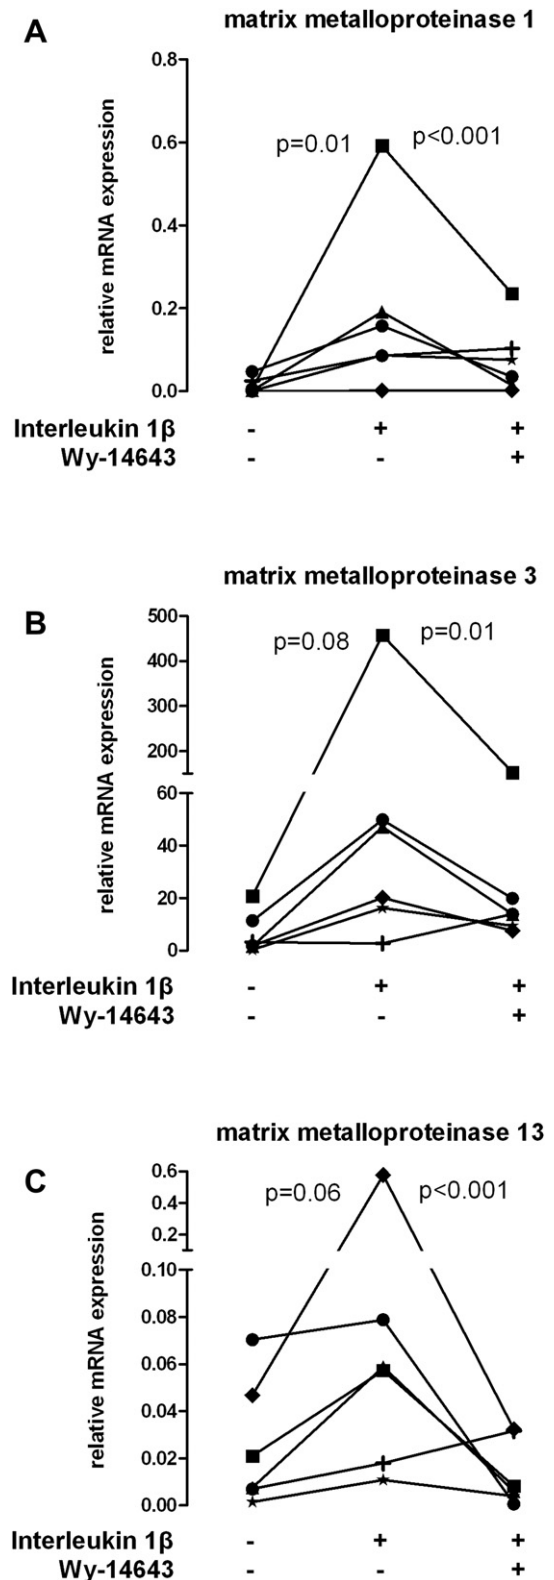 A
matrix metalloproteinase 1
relative mRNA expression
0.8
0.6
0.4
0.2
0.0
p=0.01 p<0.001
Interleukin 1β - + +
Wy-14643 - - +
B
matrix metalloproteinase 3
relative mRNA expression
500
400
300
200
60
40
20
0
p=0.08 p=0.01
Interleukin 1β - + +
Wy-14643 - - +
matrix metalloproteinase 13
C
relative mRNA expression
0.6
0.4
0.2
0.10
0.08
0.06
0.04
0.02
0.00
p=0.06 p<0.001
Interleukin 1β - + +
Wy-14643 - - +